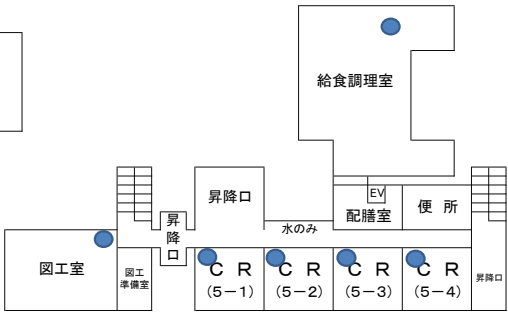 給食調理室
昇降口
EV
配膳室
便 所
昇降口
水のみ
図工室
図工
準備室
C R
(5-1)
C R
(5-2)
C R
(5-3)
C R
(5-4)
昇降口